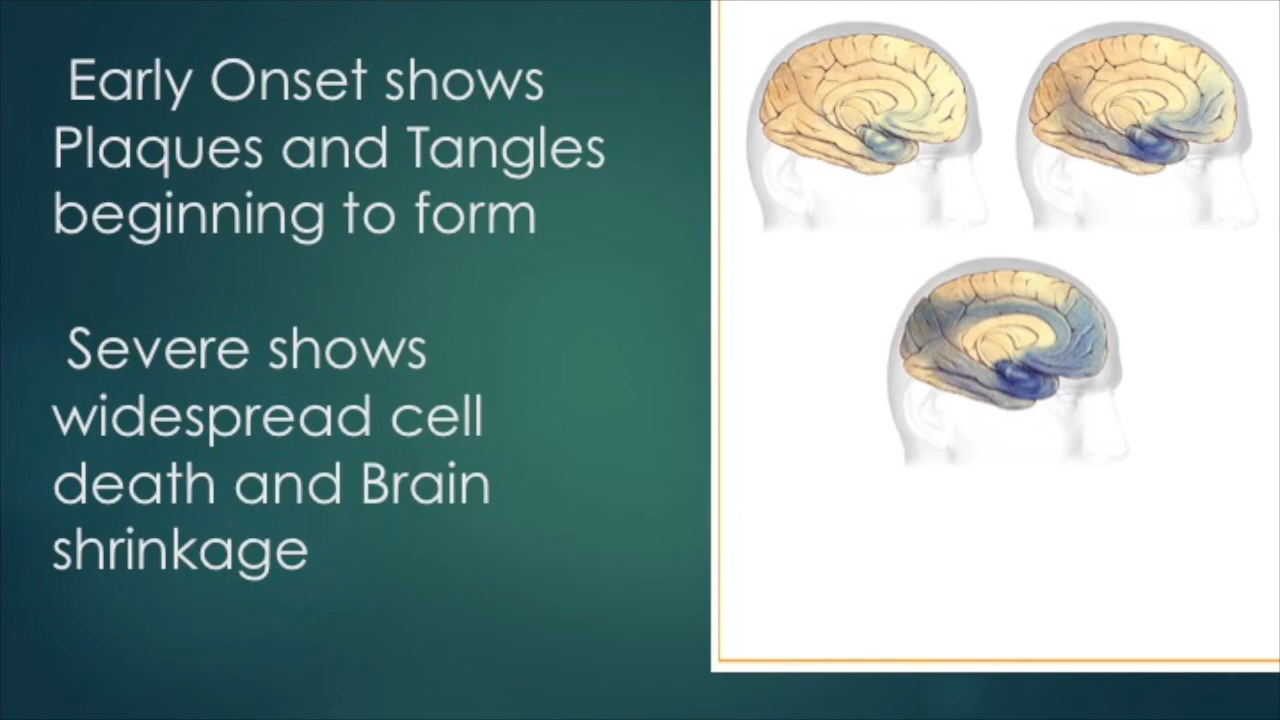 Early Onset shows
Plaques and Tangles
beginning to form
Severe shows
widespread cell
death and Brain
shrinkage